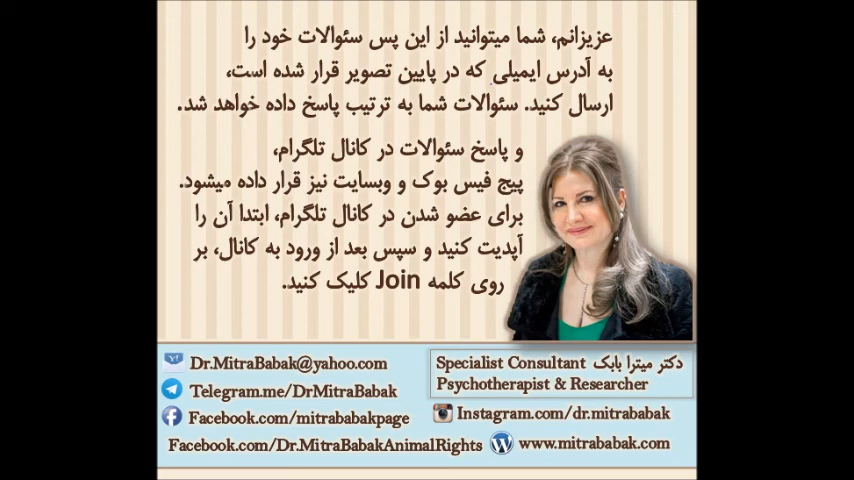 عزیزانم، شما میتوانید از این پس سئوالات خود را
به آدرس ایمیلی که در پایین تصویر قرار شده است،
ارسال کنید. سئوالات شما به ترتیب پاسخ داده خواهد شد.
و پاسخ سئوالات در کانال تلگرام،
پیج فیس بوک و وبسایت نیز قرار داده میشود.
برای عضو شدن در کانال تلگرام، ابتدا آن را
آپدیت کنید و سپس بعد از ورود به کانال، بر
روی کلمه Join کلیک کنید.
Dr.MitraBabak@yahoo.com
Telegram.me/DrMitraBabak
Facebook.com/mitrababakpage
Facebook.com/Dr.MitraBabakAnimalRights
Specialist Consultant دکتر میترا بابک
Psychotherapist & Researcher
Instagram.com/dr.mitrababak
www.mitrababak.com